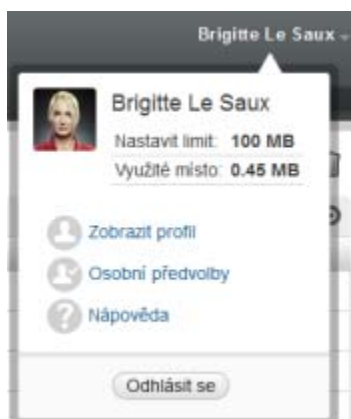 Brigitte Le Saux
Brigitte Le Saux
Nastavit limit: 100 MB
Využité místo: 0.45 MB
Zobrazit profil
Osobní předvolby
Nápověda
Odhlásit se